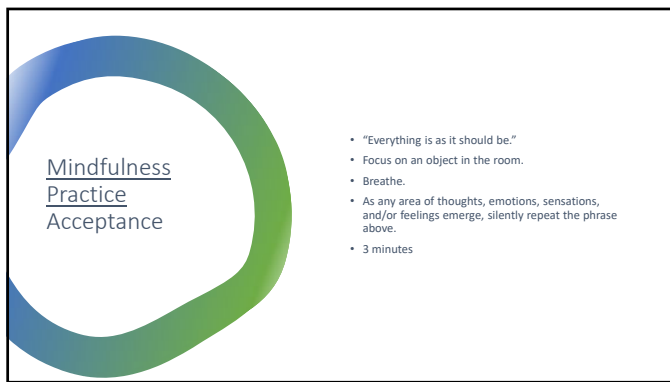 Mindfulness
Practice
Acceptance
• “Everything is as it should be.”
• Focus on an object in the room.
• Breathe.
• As any area of thoughts, emotions, sensations,
and/or feelings emerge, silently repeat the phrase
above.
• 3 minutes